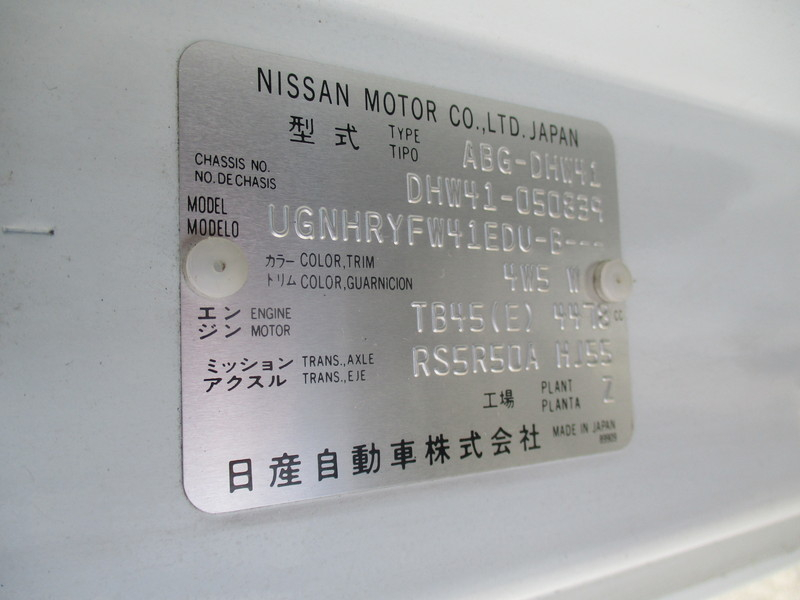 NISSAN MOTOR CO.,LTD. JAPAN
型式 TYPE TIPO ABG-DHW41
CHASSIS NO. NO. DE CHASIS DHW41-050339
MODEL MODELO UGNHRYFW41EDU-B---
カラー COLOR,TRIM
トリム COLOR,GUARNICION 4W5 W
エンジン ENGINE MOTOR TB45(E) 4478 cc
ミッション TRANS.,AXLE
アクスル TRANS.,EJE RS5R50A HJ55
工場 PLANT PLANTA Z
日産自動車株式会社 MADE IN JAPAN